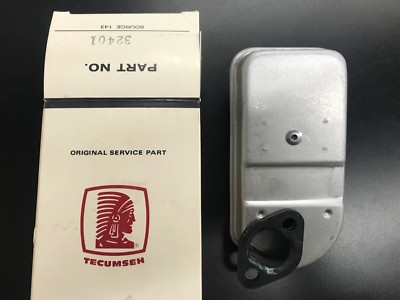 SOURCE 143
32401
PART NO.
ORIGINAL SERVICE PART
TECUMSEH